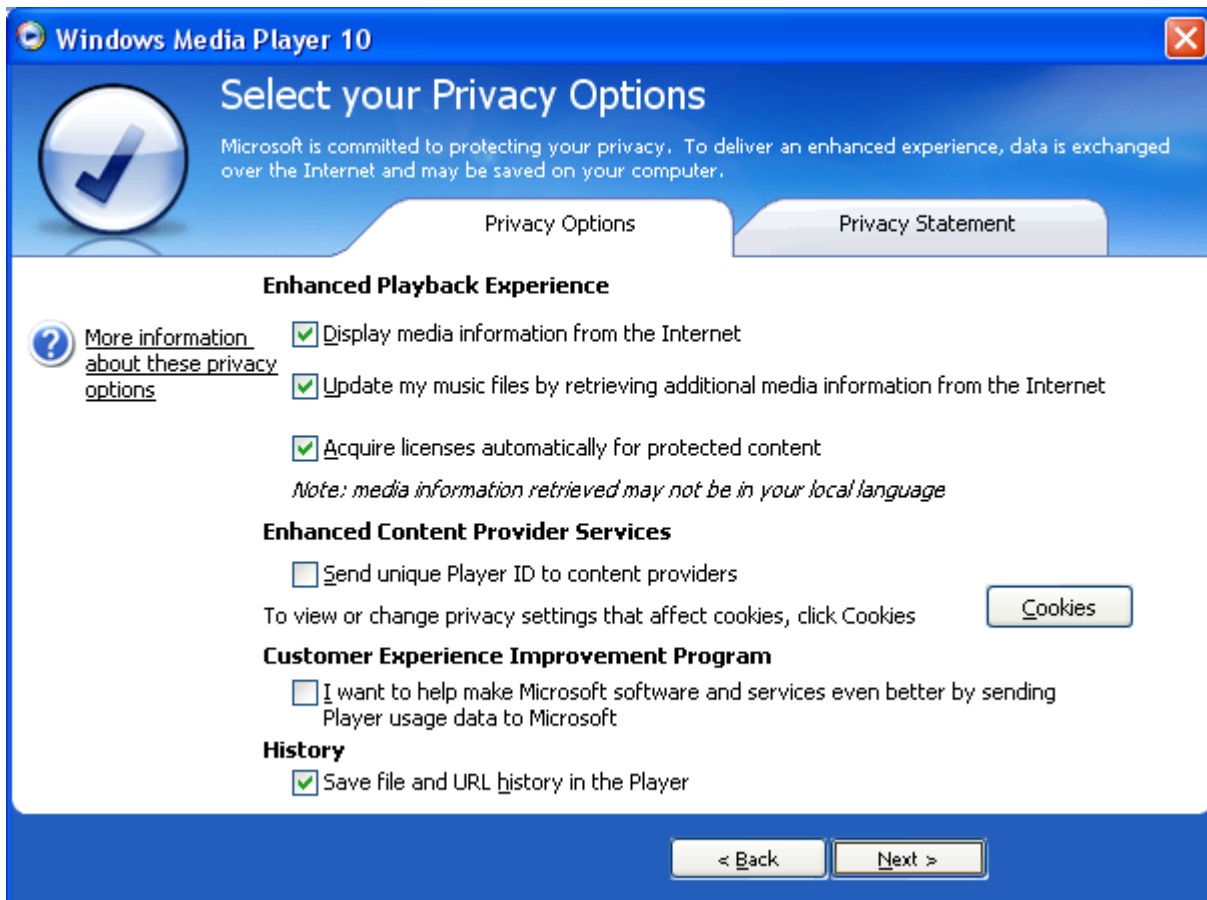 Windows Media Player 10
Select your Privacy Options
Microsoft is committed to protecting your privacy. To deliver an enhanced experience, data is exchanged
over the Internet and may be saved on your computer.
Privacy Options
Privacy Statement
Enhanced Playback Experience
More information
about these privacy
options
Display media information from the Internet
Update my music files by retrieving additional media information from the Internet
Acquire licenses automatically for protected content
Note: media information retrieved may not be in your local language
Enhanced Content Provider Services
Send unique Player ID to content providers
To view or change privacy settings that affect cookies, click Cookies
Cookies
Customer Experience Improvement Program
I want to help make Microsoft software and services even better by sending
Player usage data to Microsoft
History
Save file and URL history in the Player
< Back
Next >